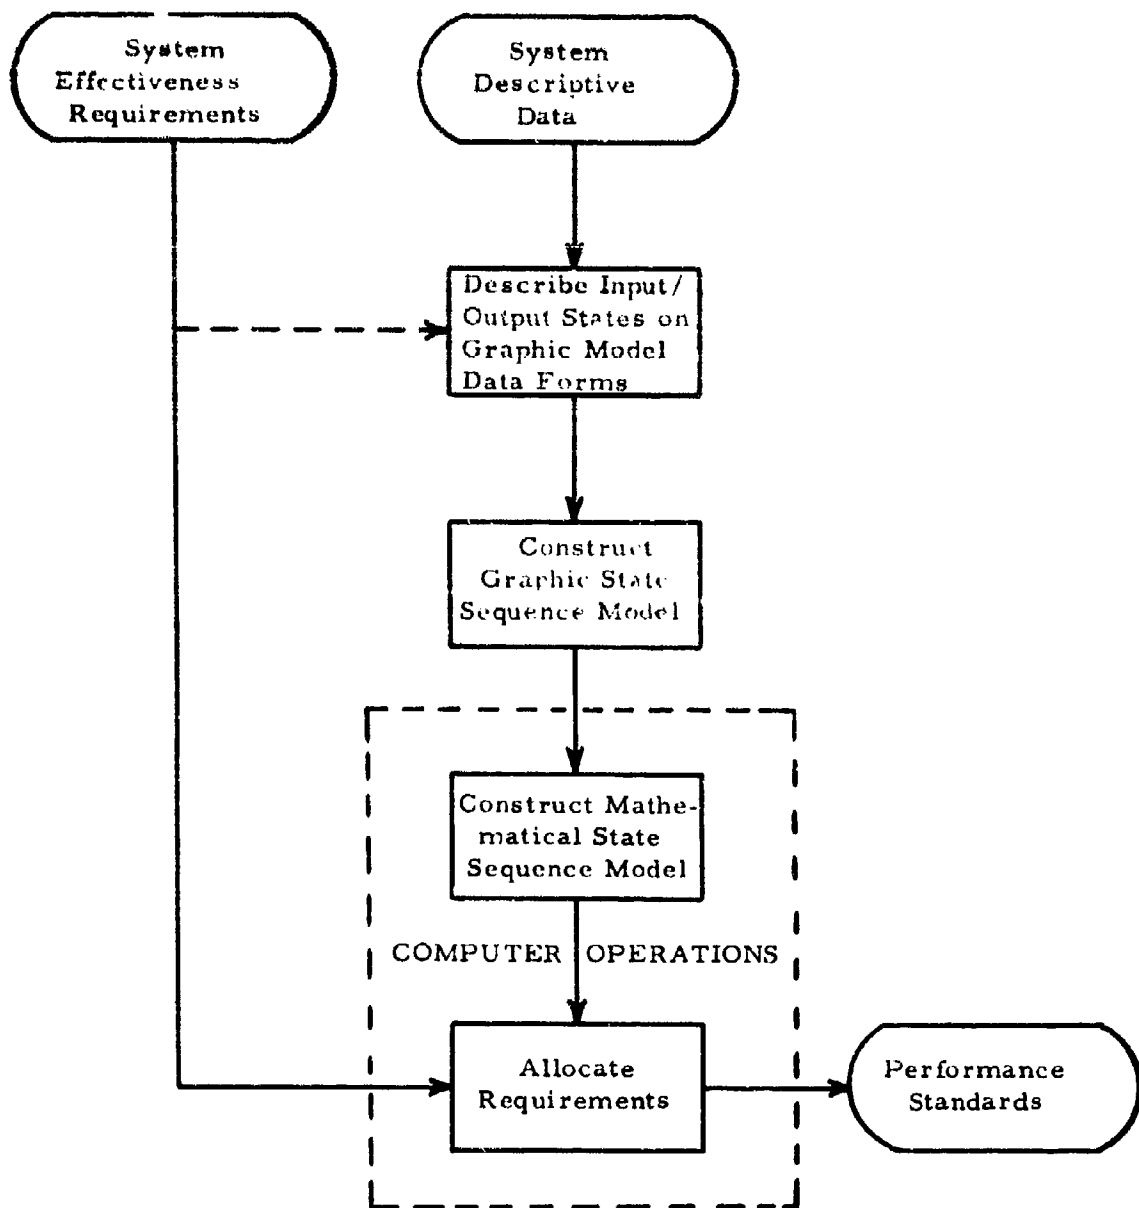 System
Effectiveness
Requirements
System
Descriptive
Data
Describe Input/
Output States on
Graphic Model
Data Forms
Construct
Graphic State
Sequence Model
Construct Mathe-
matical State
Sequence Model
COMPUTER OPERATIONS
Allocate
Requirements
Performance
Standards